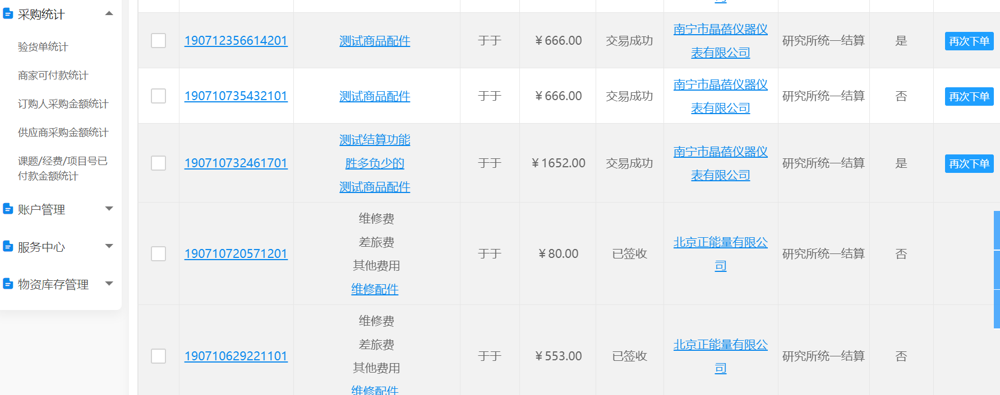 采购统计
验货单统计
商家可付款统计
订购人采购金额统计
供应商采购金额统计
课题/经费/项目号已
付款金额统计
账户管理
服务中心
物资库存管理
190712356614201
测试商品配件
于于
¥ 666.00
交易成功
南宁市晶蓓仪器仪
表有限公司
研究所统一结算
是
再次下单
190710735432101
测试商品配件
于于
¥ 666.00
交易成功
南宁市晶蓓仪器仪
表有限公司
研究所统一结算
否
再次下单
190710732461701
测试结算功能
胜多负少的
测试商品配件
于于
¥ 1652.00
交易成功
南宁市晶蓓仪器仪
表有限公司
研究所统一结算
是
再次下单
190710720571201
维修费
差旅费
其他费用
维修配件
于于
¥ 80.00
已签收
北京正能量有限公
司
研究所统一结算
否
190710629221101
维修费
差旅费
其他费用
维修配件
于于
¥ 553.00
已签收
北京正能量有限公
司
研究所统一结算
否